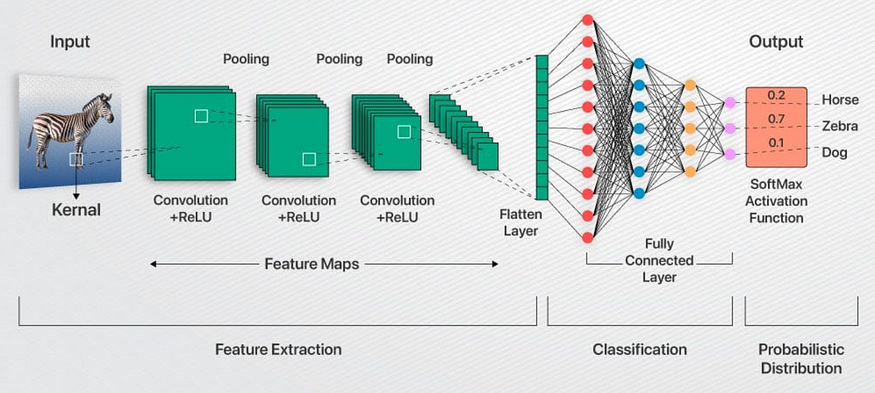 Input
Output
Pooling
Pooling
Pooling
0.2
0.7
0.1
Horse
Zebra
Dog
Kernal
Convolution
+ReLU
Convolution
+ReLU
Convolution
+ReLU
Flatten
Layer
SoftMax
Activation
Function
Feature Maps
Fully
Connected
Layer
Feature Extraction
Classification
Probabilistic
Distribution